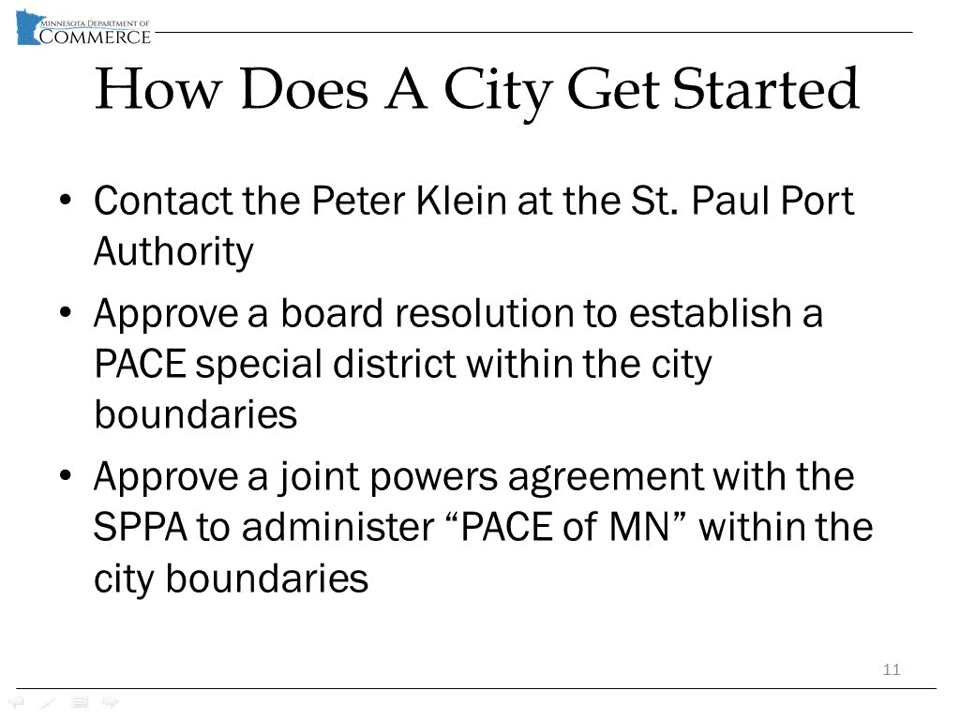 MINNESOTA DEPARTMENT OF
COMMERCE
How Does A City Get Started
• Contact the Peter Klein at the St. Paul Port
Authority
• Approve a board resolution to establish a
PACE special district within the city
boundaries
• Approve a joint powers agreement with the
SPPA to administer “PACE of MN” within the
city boundaries
11